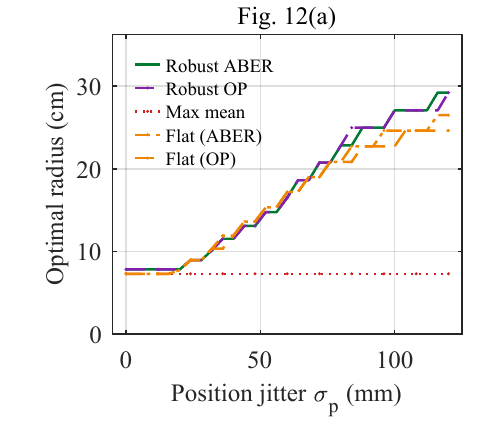 Fig. 12(a)
Optimal radius (cm)
30
20
10
0
Robust ABER
Robust OP
Max mean
Flat (ABER)
Flat (OP)
0 50 100
Position jitter σp (mm)